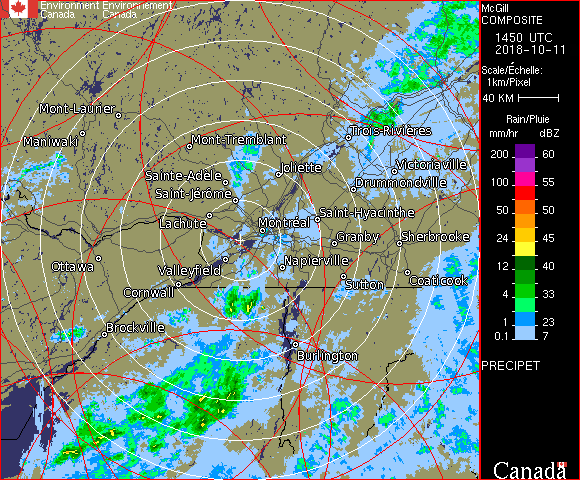 Environment Environnement
Canada Canada
Mont-Laurier
Maniwaki
Mont-Tremblant
Trois-Rivières
Sainte-Adèle
Joliette
Victoriaville
Saint-Jérôme
Drummondville
Lachute
Montréal
Saint-Hyacinthe
Granby
Sherbrooke
Ottawa
Valleyfield
Napierville
Cornwall
Sutton
Coaticook
Brockville
Burlington
McGill
COMPOSITE
1450 UTC
2018-10-11
Scale/Échelle:
1km/Pixel
40 KM
Rain/Pluie
mm/hr dBZ
200 60
100 55
50 50
24 45
12 40
4 33
1 23
0.1 7
PRECIPET
Canada